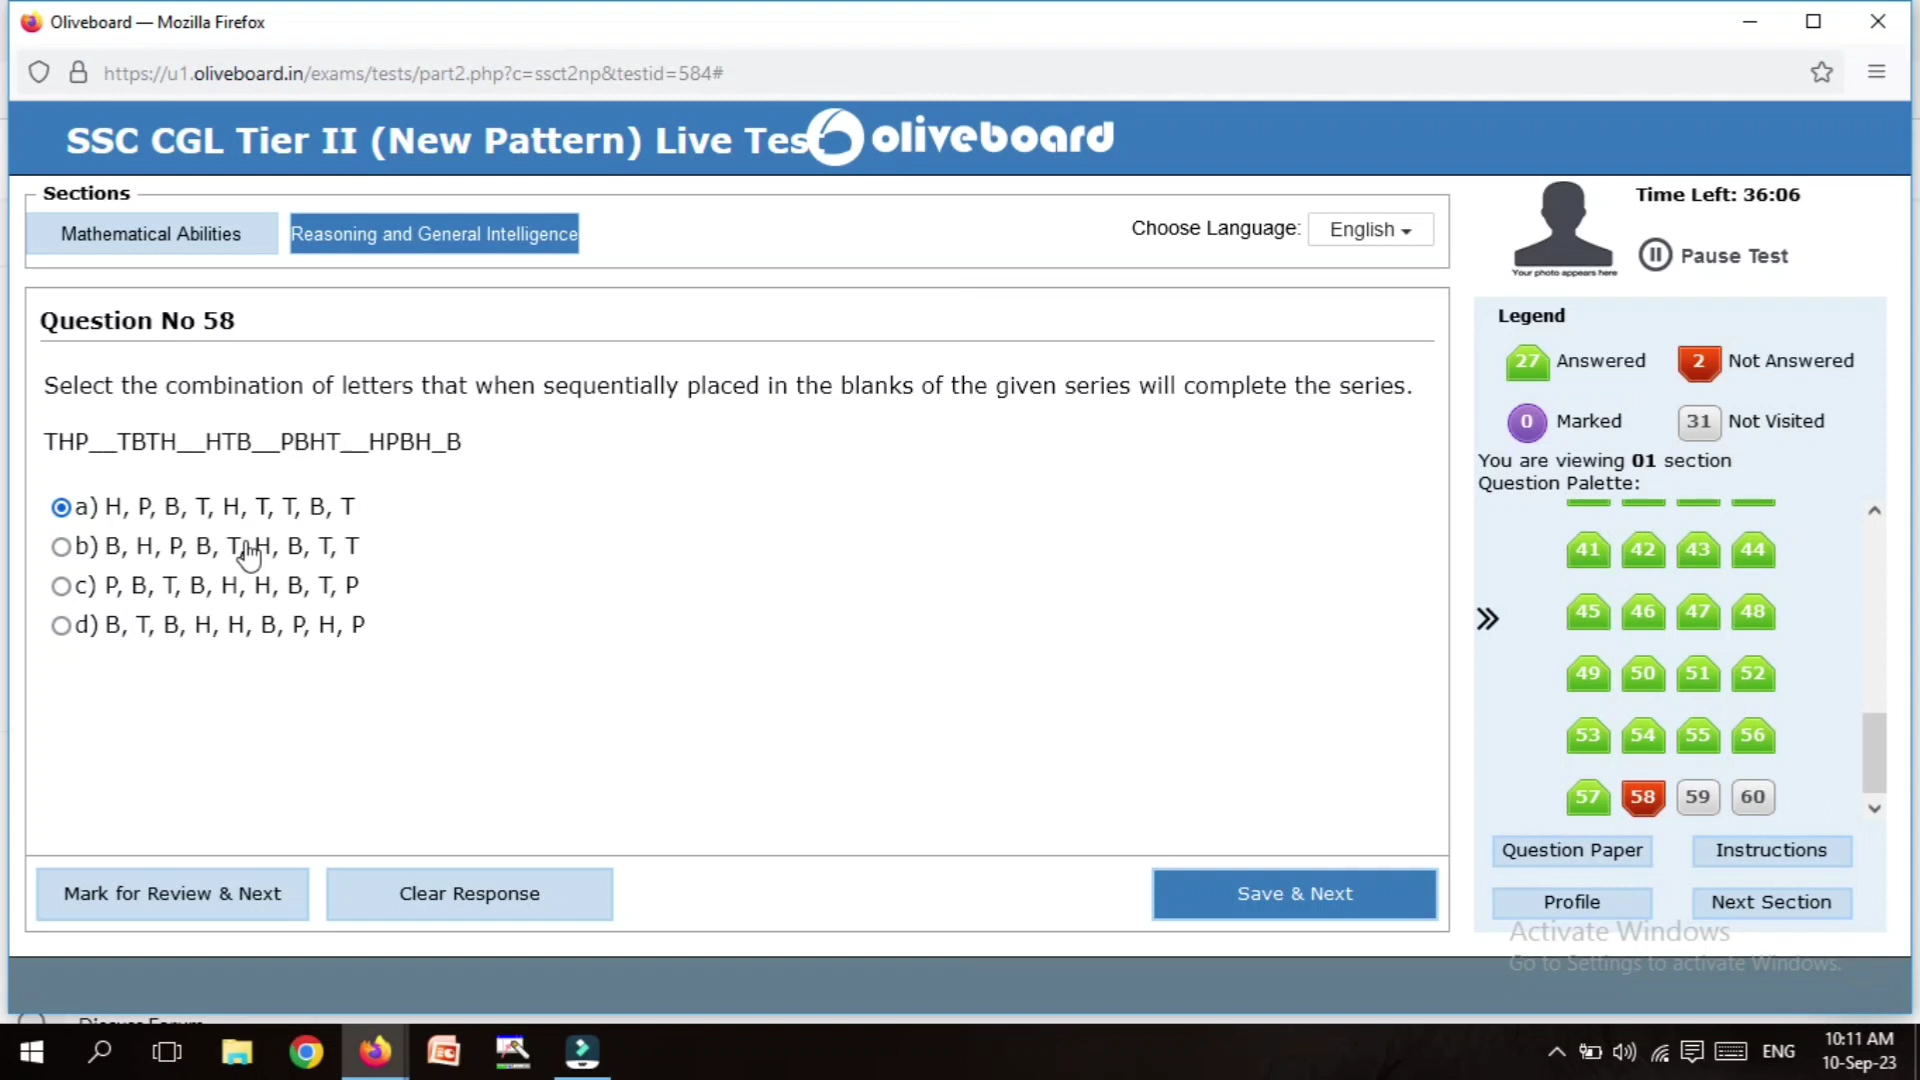 Oliveboard — Mozilla Firefox
https://u1.oliveboard.in/exams/tests/part2.php?c=ssct2np&testid=584#
SSC CGL Tier II (New Pattern) Live Tes
oliveboard
Sections
Mathematical Abilities
Reasoning and General Intelligence
Choose Language:
English
Your photo appears here
Time Left: 36:06
Pause Test
Question No 58
Select the combination of letters that when sequentially placed in the blanks of the given series will complete the series.
THP__TBTH__HTB__PBHT__HPBH_B
a) H, P, B, T, H, T, T, B, T
b) B, H, P, B, T, H, B, T, T
c) P, B, T, B, H, H, B, T, P
d) B, T, B, H, H, B, P, H, P
Legend
27 Answered
2 Not Answered
0 Marked
31 Not Visited
You are viewing 01 section
Question Palette:
41 42 43 44
45 46 47 48
49 50 51 52
53 54 55 56
57 58 59 60
Question Paper
Instructions
Profile
Next Section
Mark for Review & Next
Clear Response
Save & Next
Activate Windows
Go to Settings to activate Windows.
ENG
10:11 AM
10-Sep-23